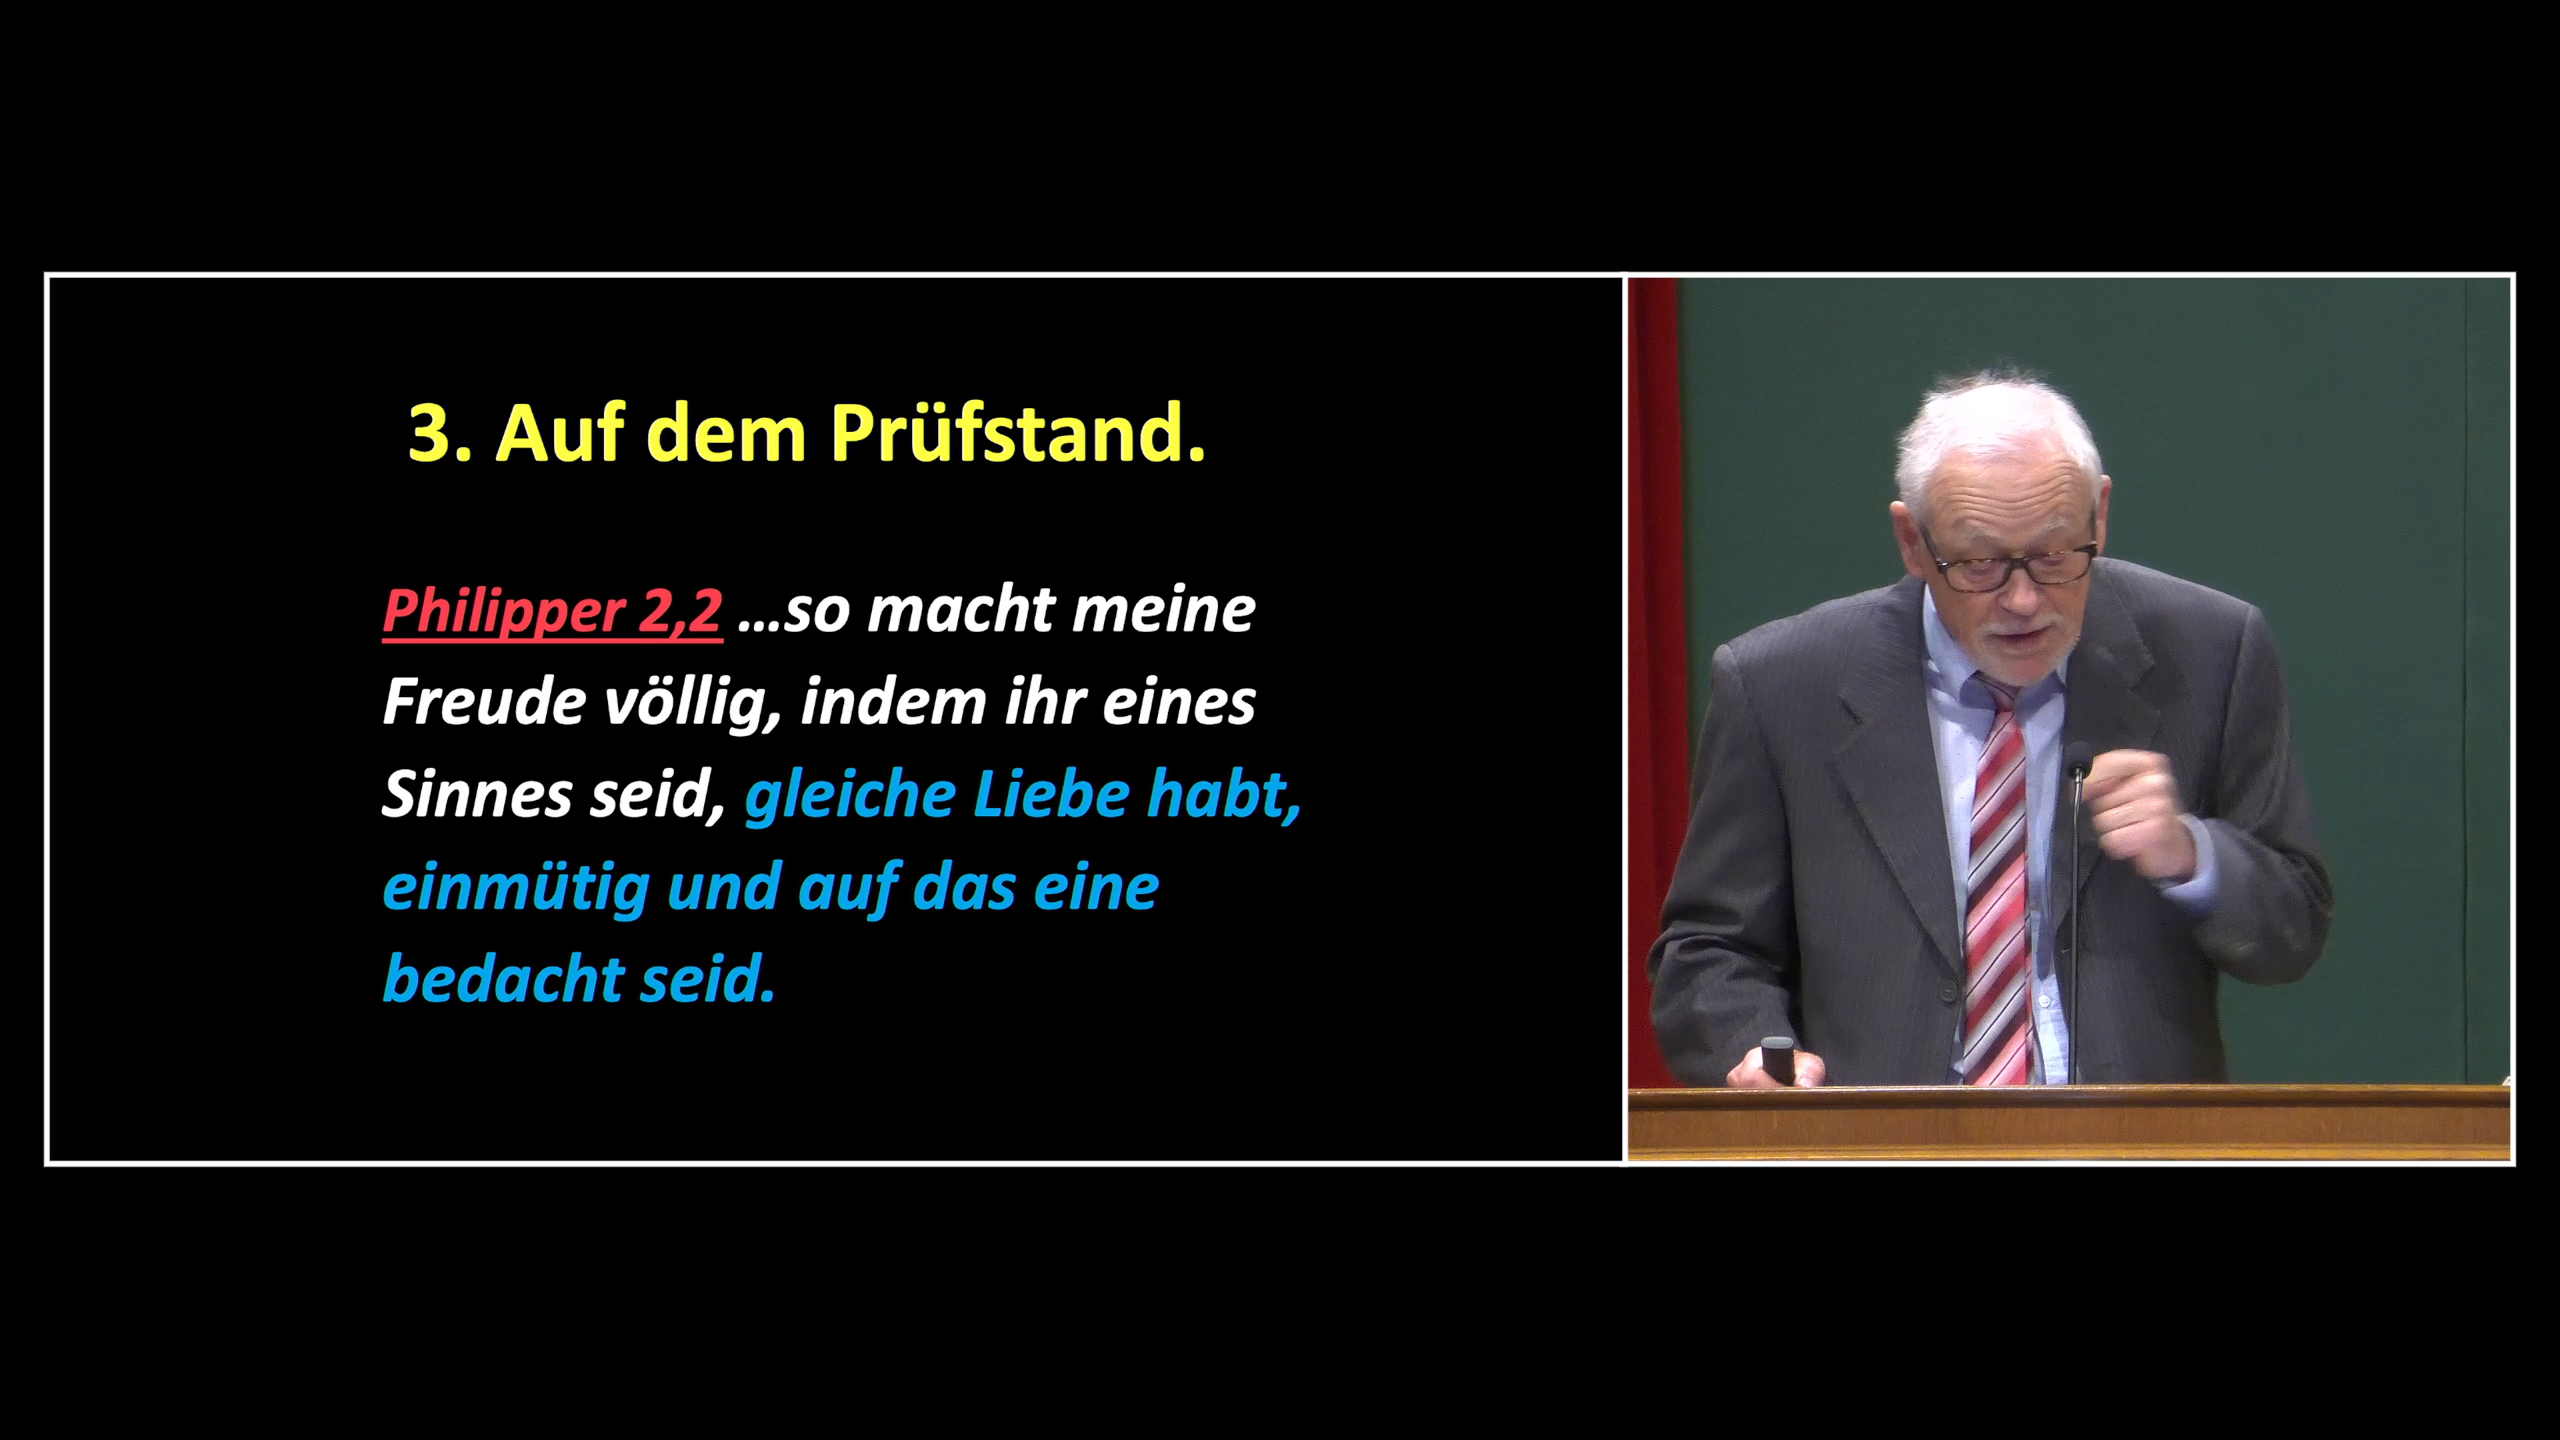 3. Auf dem Prüfstand.
Philipper 2,2 …so macht meine
Freude völlig, indem ihr eines
Sinnes seid, gleiche Liebe habt,
einmütig und auf das eine
bedacht seid.